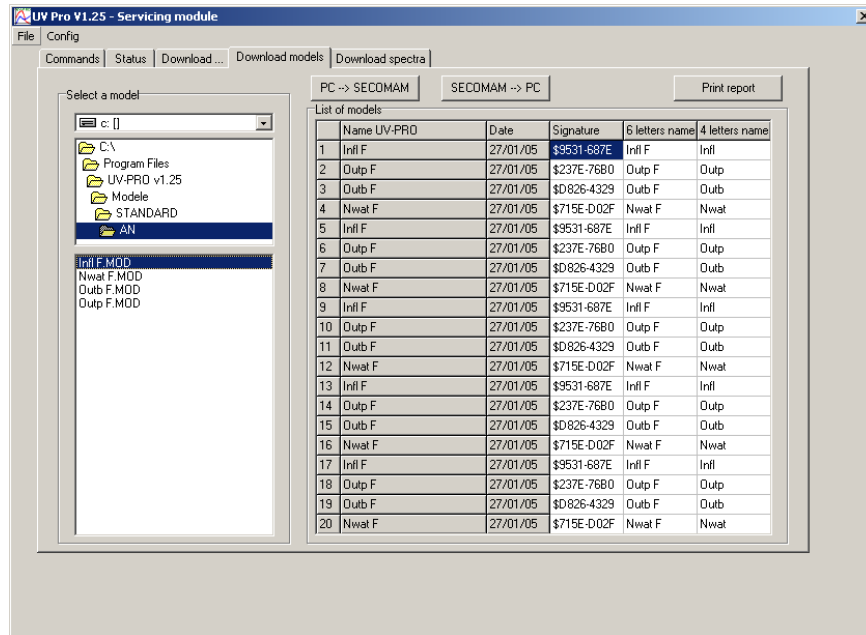 UV Pro V1.25 - Servicing module
File Config
Commands Status Download ... Download models Download spectra
PC --> SECOMAM SECOMAM --> PC Print report
Select a model
List of models
c: []
C:\
Program Files
UV-PRO v1.25
Modele
STANDARD
AN
Infl F.MOD
Nwat F.MOD
Outb F.MOD
Outp F.MOD
Name UV-PRO Date Signature 6 letters name 4 letters name
1 Infl F 27/01/05 $9531-687E Infl F Infl
2 Outp F 27/01/05 $237E-76B0 Outp F Outp
3 Outb F 27/01/05 $D826-4329 Outb F Outb
4 Nwat F 27/01/05 $715E-D02F Nwat F Nwat
5 Infl F 27/01/05 $9531-687E Infl F Infl
6 Outp F 27/01/05 $237E-76B0 Outp F Outp
7 Outb F 27/01/05 $D826-4329 Outb F Outb
8 Nwat F 27/01/05 $715E-D02F Nwat F Nwat
9 Infl F 27/01/05 $9531-687E Infl F Infl
10 Outp F 27/01/05 $237E-76B0 Outp F Outp
11 Outb F 27/01/05 $D826-4329 Outb F Outb
12 Nwat F 27/01/05 $715E-D02F Nwat F Nwat
13 Infl F 27/01/05 $9531-687E Infl F Infl
14 Outp F 27/01/05 $237E-76B0 Outp F Outp
15 Outb F 27/01/05 $D826-4329 Outb F Outb
16 Nwat F 27/01/05 $715E-D02F Nwat F Nwat
17 Infl F 27/01/05 $9531-687E Infl F Infl
18 Outp F 27/01/05 $237E-76B0 Outp F Outp
19 Outb F 27/01/05 $D826-4329 Outb F Outb
20 Nwat F 27/01/05 $715E-D02F Nwat F Nwat